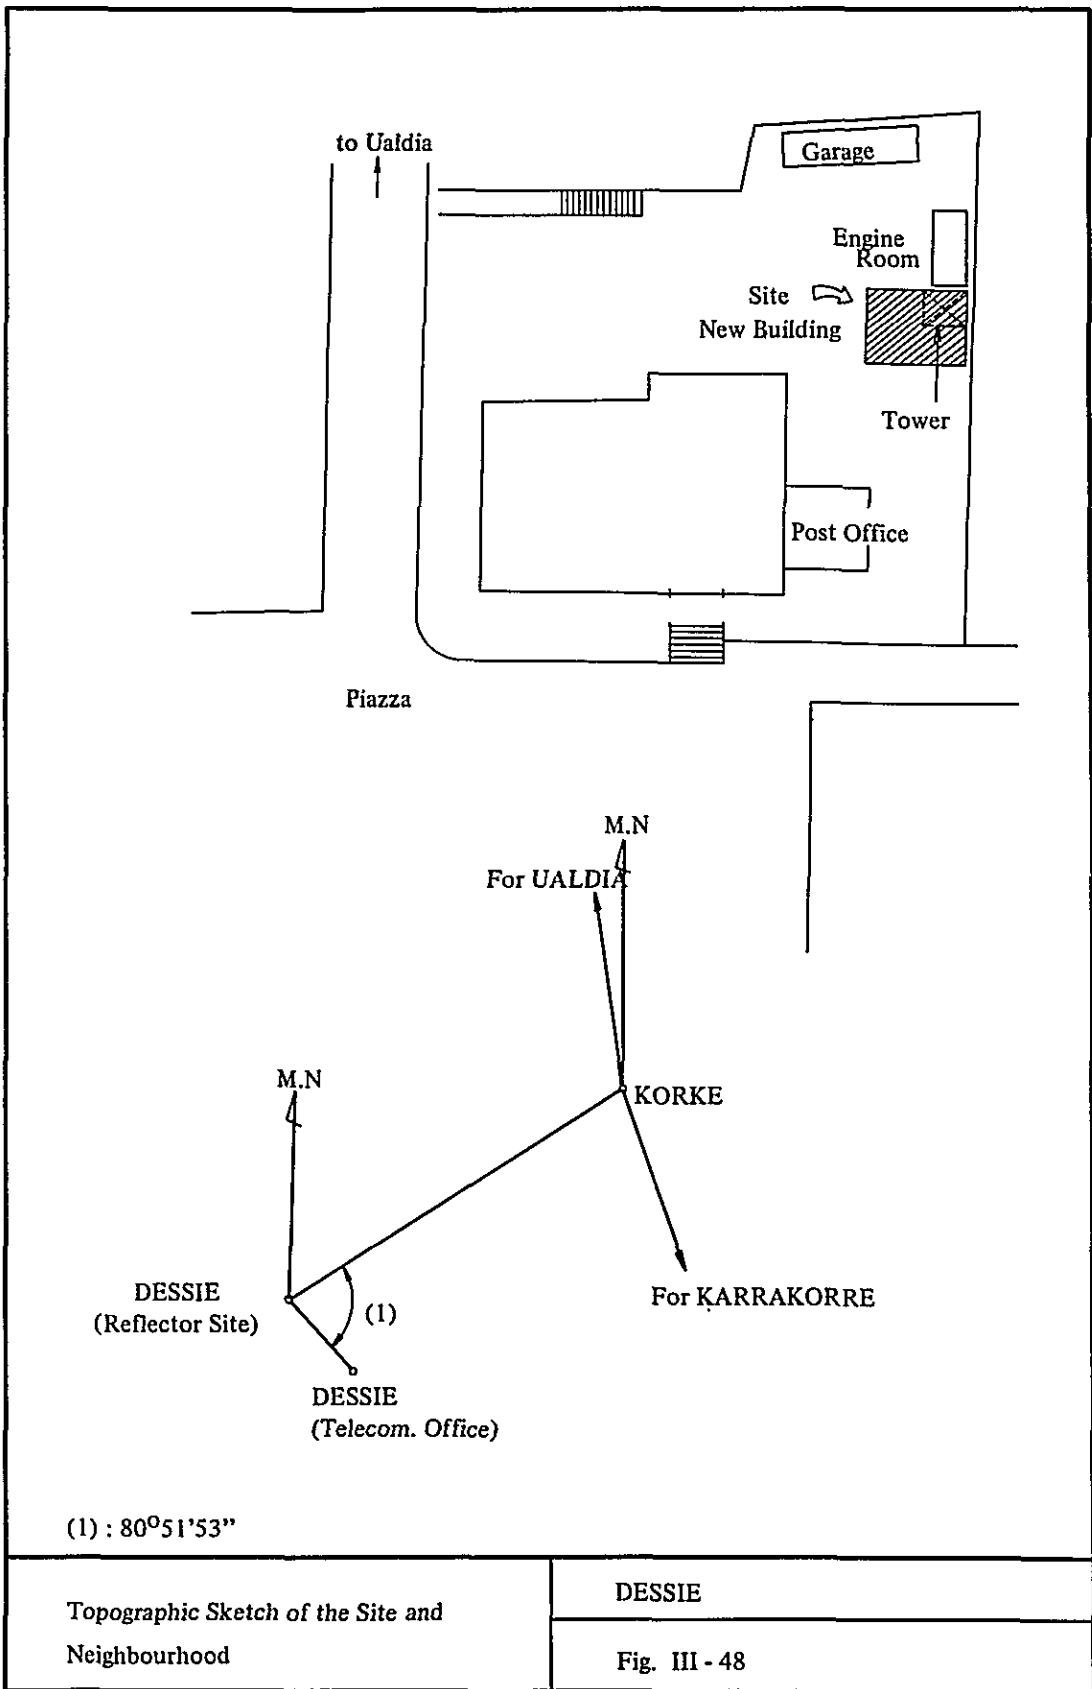 to Ualdia
Garage
Engine
Room
Site
New Building
Tower
Post Office
Piazza
M.N
For UALDIA
KORKE
M.N
DESSIE
(Reflector Site)
(1)
For KARRAKORRE
DESSIE
(Telecom. Office)
(1) : 80°51'53"
Topographic Sketch of the Site and
Neighbourhood
DESSIE
Fig. III - 48